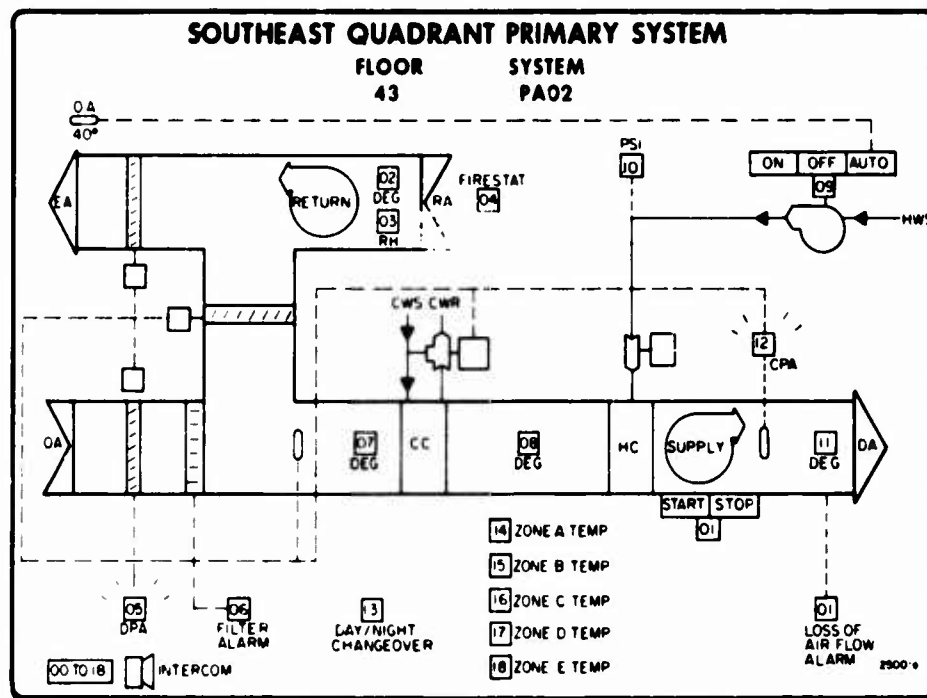 SOUTHEAST QUADRANT PRIMARY SYSTEM
FLOOR SYSTEM
43 PA02
OA
40°
PSI
10
ON OFF AUTO
09
HWS
EA
RETURN
02
DEG
03
RH
RA
FIRESTAT
04
CWS CWR
12
CPA
OA
07
DEG
CC
08
DEG
HC
SUPPLY
11
DEG
DA
START STOP
01
14 ZONE A TEMP
15 ZONE B TEMP
16 ZONE C TEMP
17 ZONE D TEMP
18 ZONE E TEMP
05
DPA
06
FILTER
ALARM
13
DAY/NIGHT
CHANGEOVER
01
LOSS OF
AIR FLOW
ALARM
00 TO 18 INTERCOM